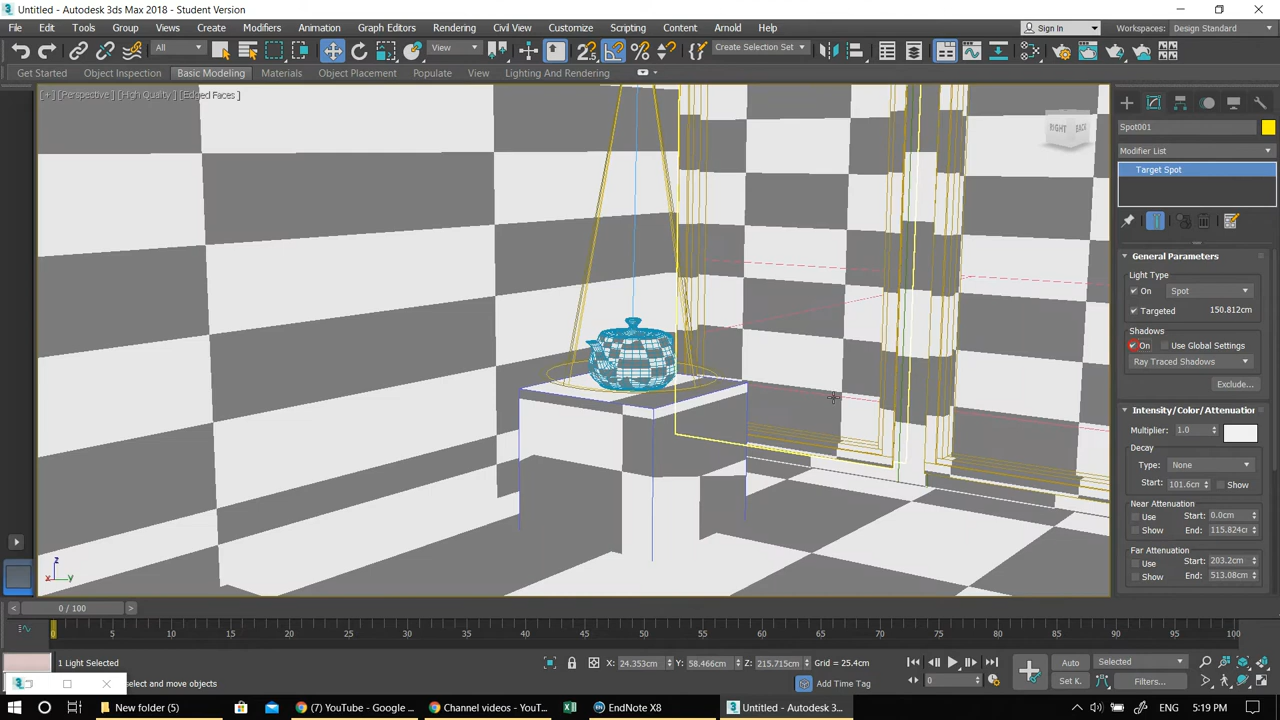 Untitled - Autodesk 3ds Max 2018 - Student Version
File Edit Tools Group Views Create Modifiers Animation Graph Editors Rendering Civil View Customize Scripting Content Arnold Help Sign In Workspaces: Design Standard
All View Create Selection Set
Get Started Object Inspection Basic Modeling Materials Object Placement Populate View Lighting And Rendering
[+] [Perspective] [High Quality] [Edged Faces]
RIGHT BACK
Spot001
Modifier List
Target Spot
General Parameters
Light Type
On Spot
Targeted 150.812cm
Shadows
On Use Global Settings
Ray Traced Shadows
Exclude...
Intensity/Color/Attenuation
Multiplier: 1.0
Decay
Type: None
Start: 101.6cm Show
Near Attenuation
Use Start: 0.0cm
Show End: 115.824cm
Far Attenuation
Use Start: 203.2cm
Show End: 513.08cm
z
x y
0 / 100
0 5 10 15 20 25 30 35 40 45 50 55 60 65 70 75 80 85 90 95 100
1 Light Selected X: 24.353cm Y: 58.466cm Z: 215.715cm Grid = 25.4cm Auto Selected
select and move objects Add Time Tag 0 Set K. Filters...
New folder (5) (7) YouTube - Google ... Channel videos - YouT... EndNote X8 Untitled - Autodesk 3... 5:19 PM